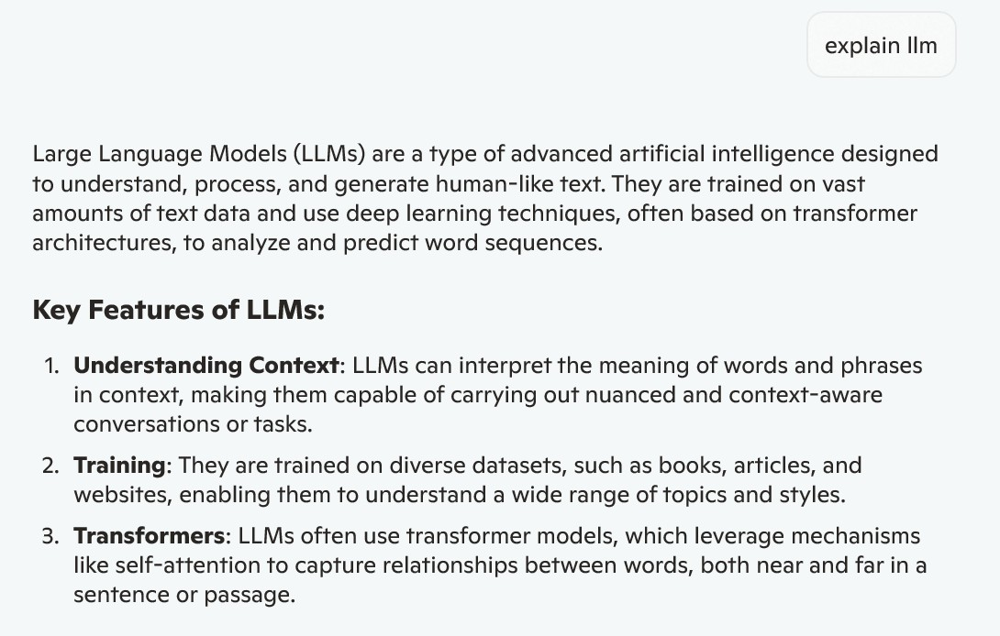 explain llm
Large Language Models (LLMs) are a type of advanced artificial intelligence designed
to understand, process, and generate human-like text. They are trained on vast
amounts of text data and use deep learning techniques, often based on transformer
architectures, to analyze and predict word sequences.
Key Features of LLMs:
1. Understanding Context: LLMs can interpret the meaning of words and phrases
in context, making them capable of carrying out nuanced and context-aware
conversations or tasks.
2. Training: They are trained on diverse datasets, such as books, articles, and
websites, enabling them to understand a wide range of topics and styles.
3. Transformers: LLMs often use transformer models, which leverage mechanisms
like self-attention to capture relationships between words, both near and far in a
sentence or passage.